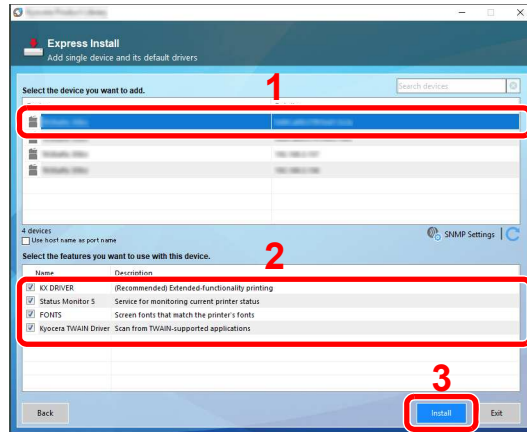 Express Install
Add single device and its default drivers
1
Select the device you want to add.
Search devices
4 devices
SNMP Settings
Use host name as port name
2
Select the features you want to use with this device.
Name Description
KX DRIVER (Recommended) Extended-functionality printing
Status Monitor 5 Service for monitoring current printer status
FONTS Screen fonts that match the printer's fonts
Kyocera TWAIN Driver Scan from TWAIN-supported applications
3
Back Install Exit